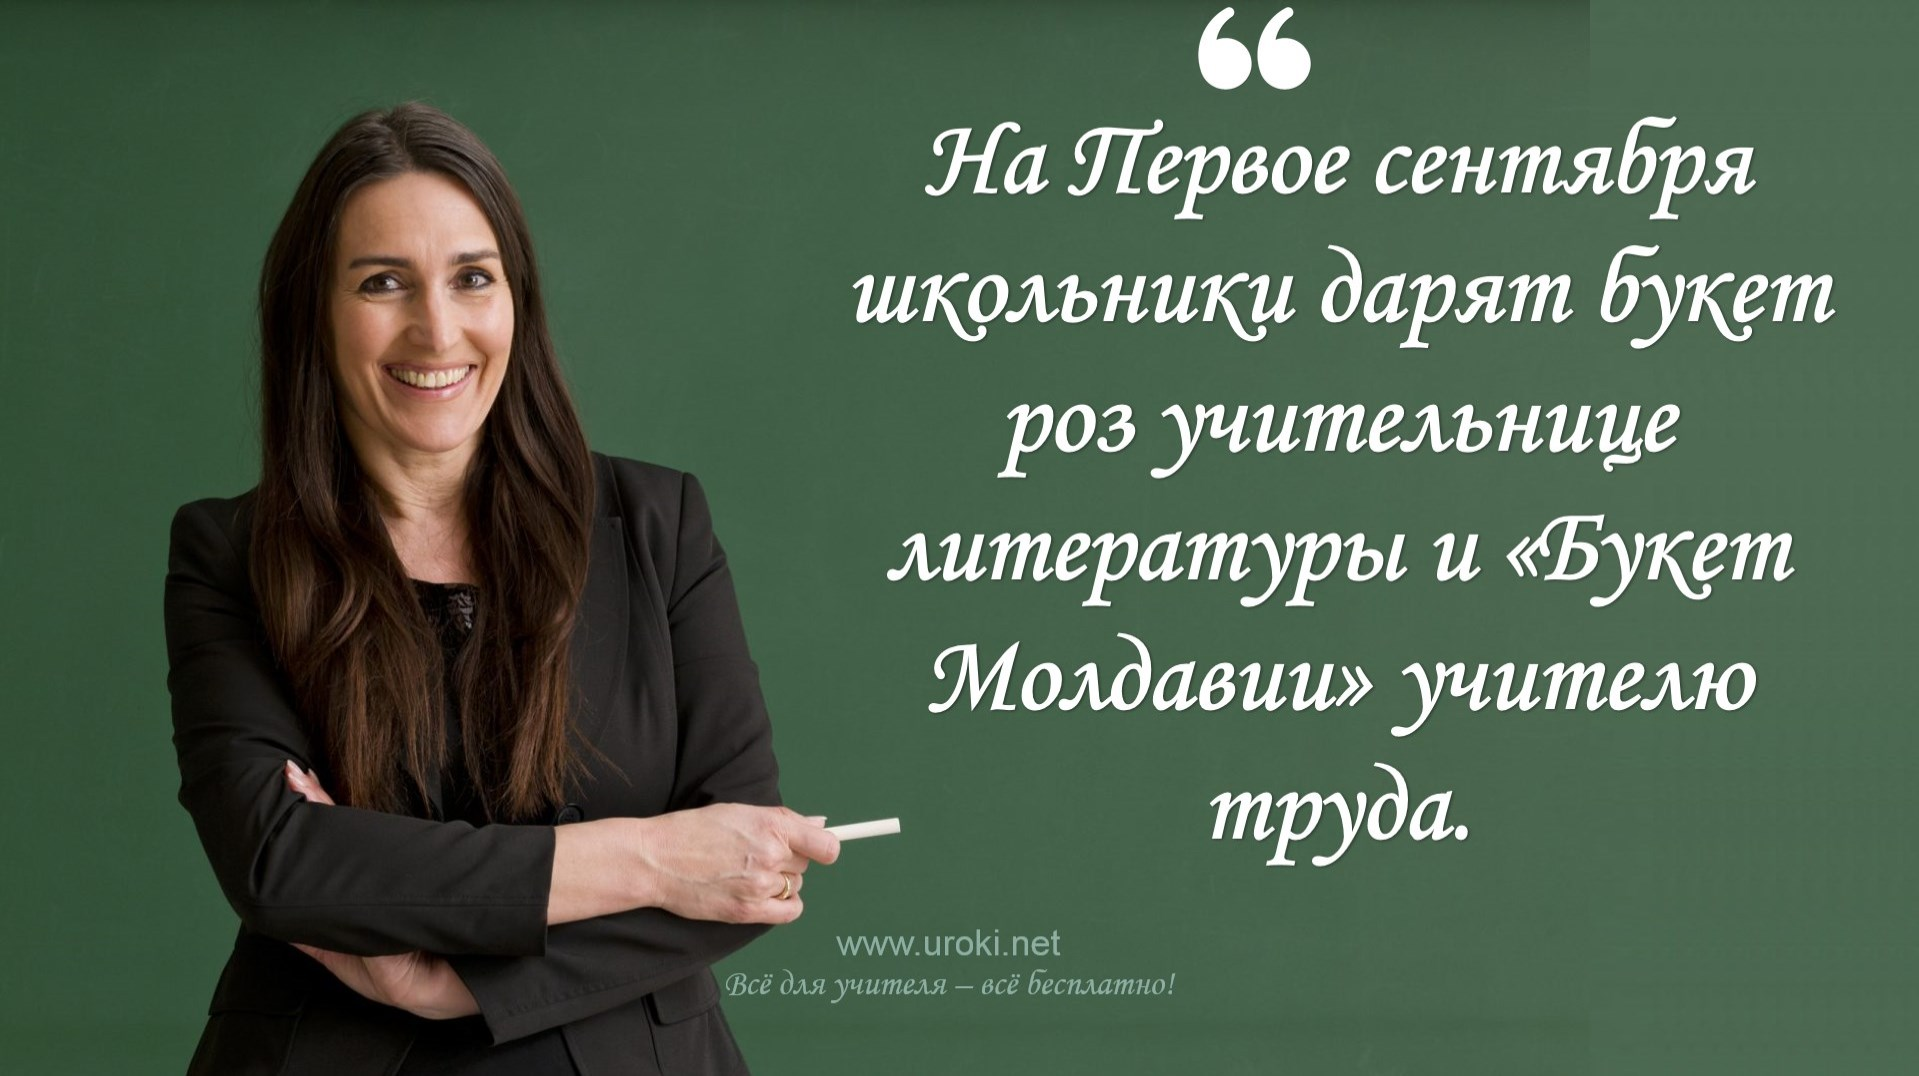 “
На Первое сентября
школьники дарят букет
роз учительнице
литературы и «Букет
Молдавии» учителю
труда.
www.uroki.net
Всё для учителя – всё бесплатно!